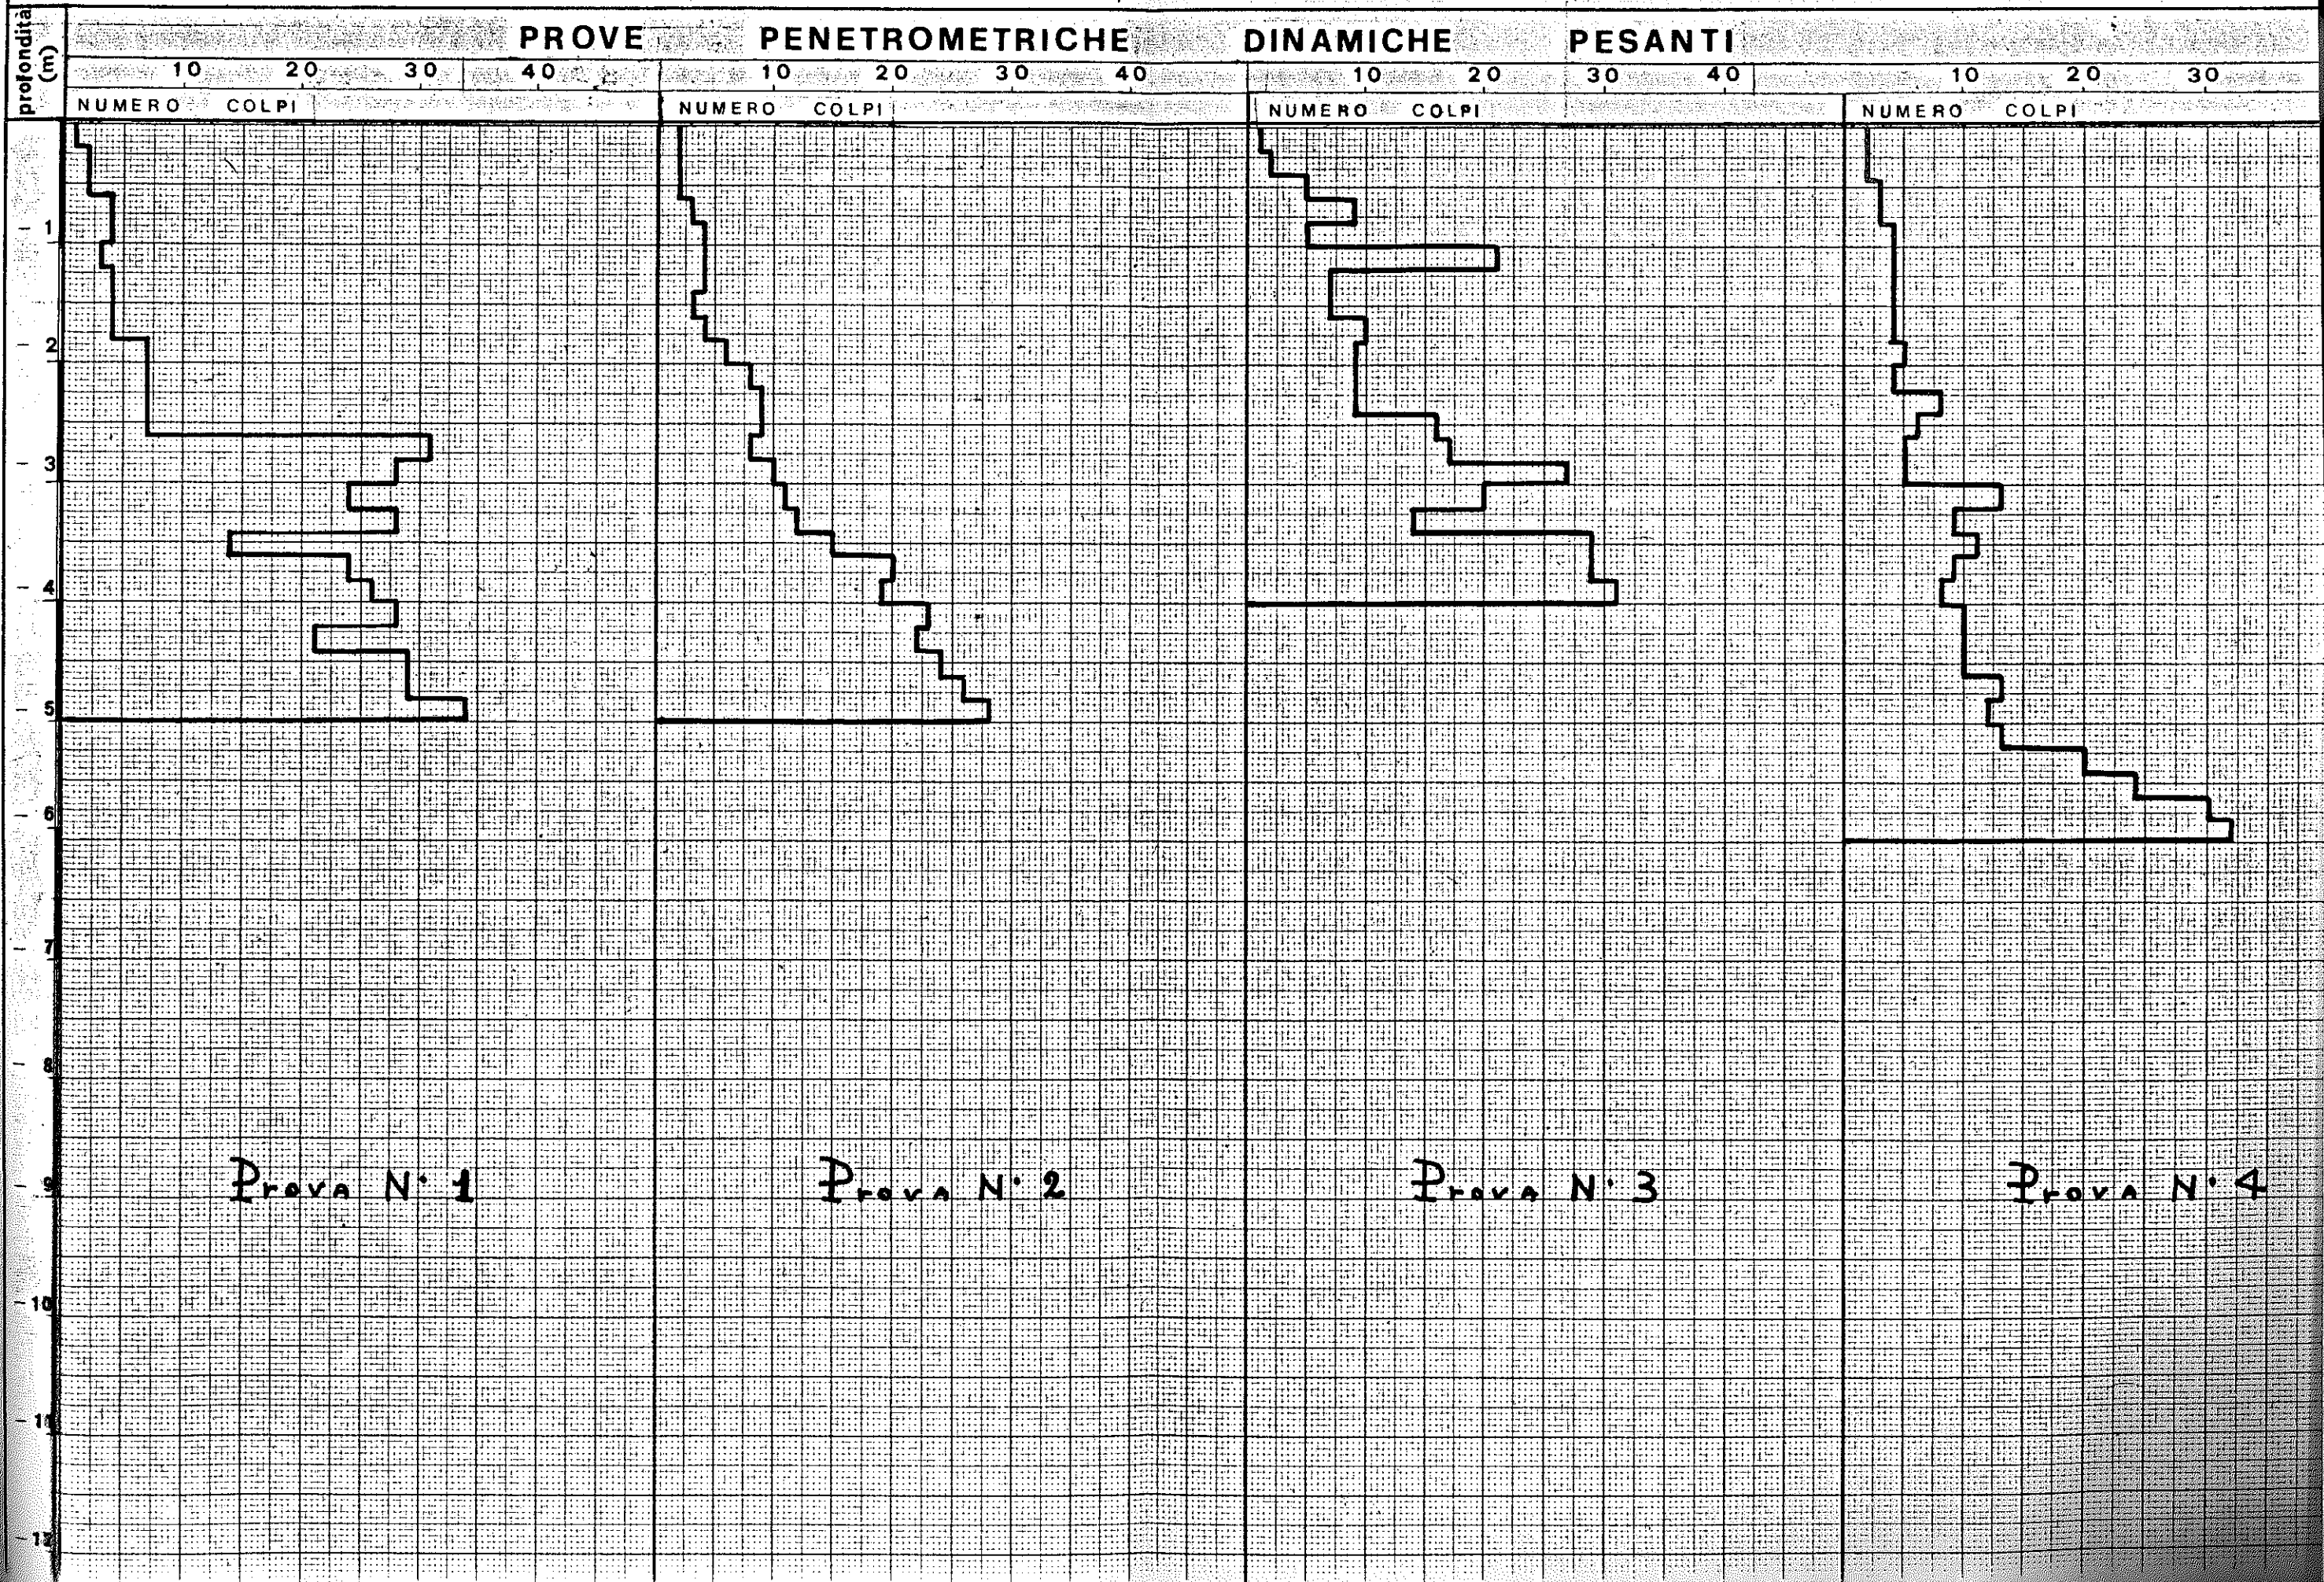 profondità (m)
PROVE PENETROMETRICHE DINAMICHE PESANTI
10 20 30 40 10 20 30 40 10 20 30 40 10 20 30
NUMERO COLPI NUMERO COLPI NUMERO COLPI NUMERO COLPI
1
2
3
4
5
6
7
8
9
Prova N. 1 Prova N. 2 Prova N. 3 Prova N. 4
10
11
12